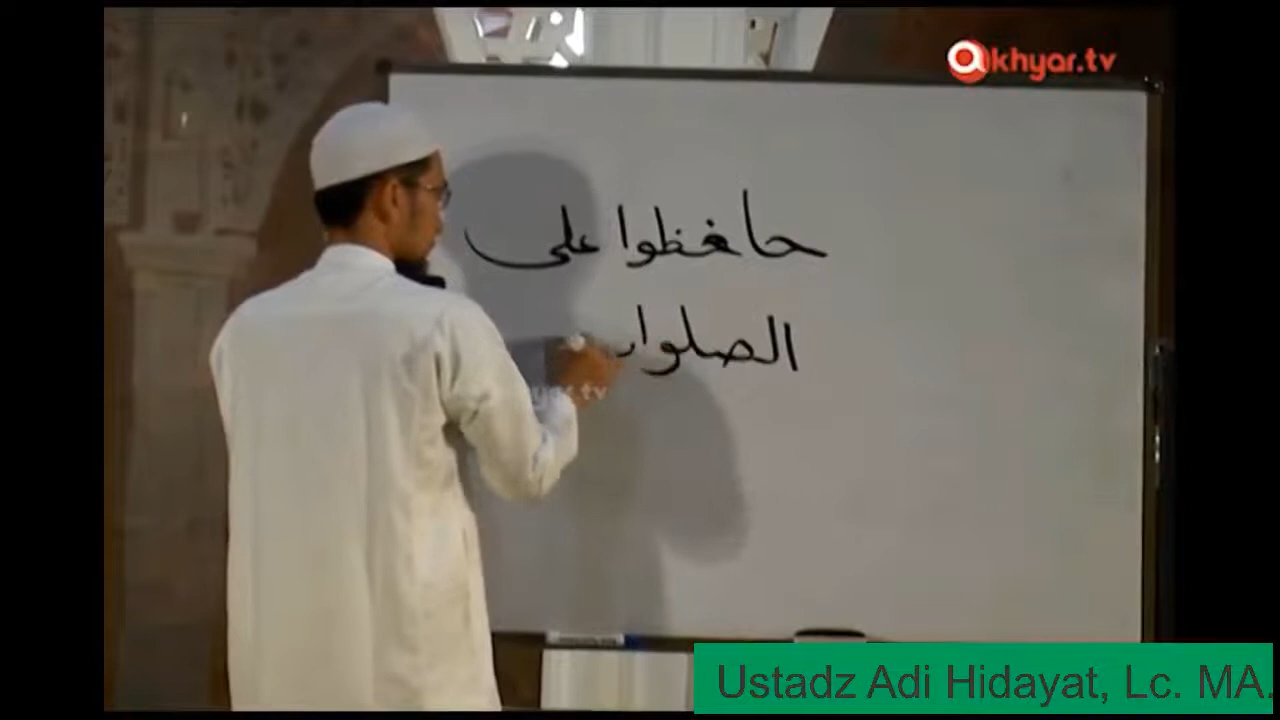 akhyar.tv
حافظوا على
الصلوا
Ustadz Adi Hidayat, Lc. MA.